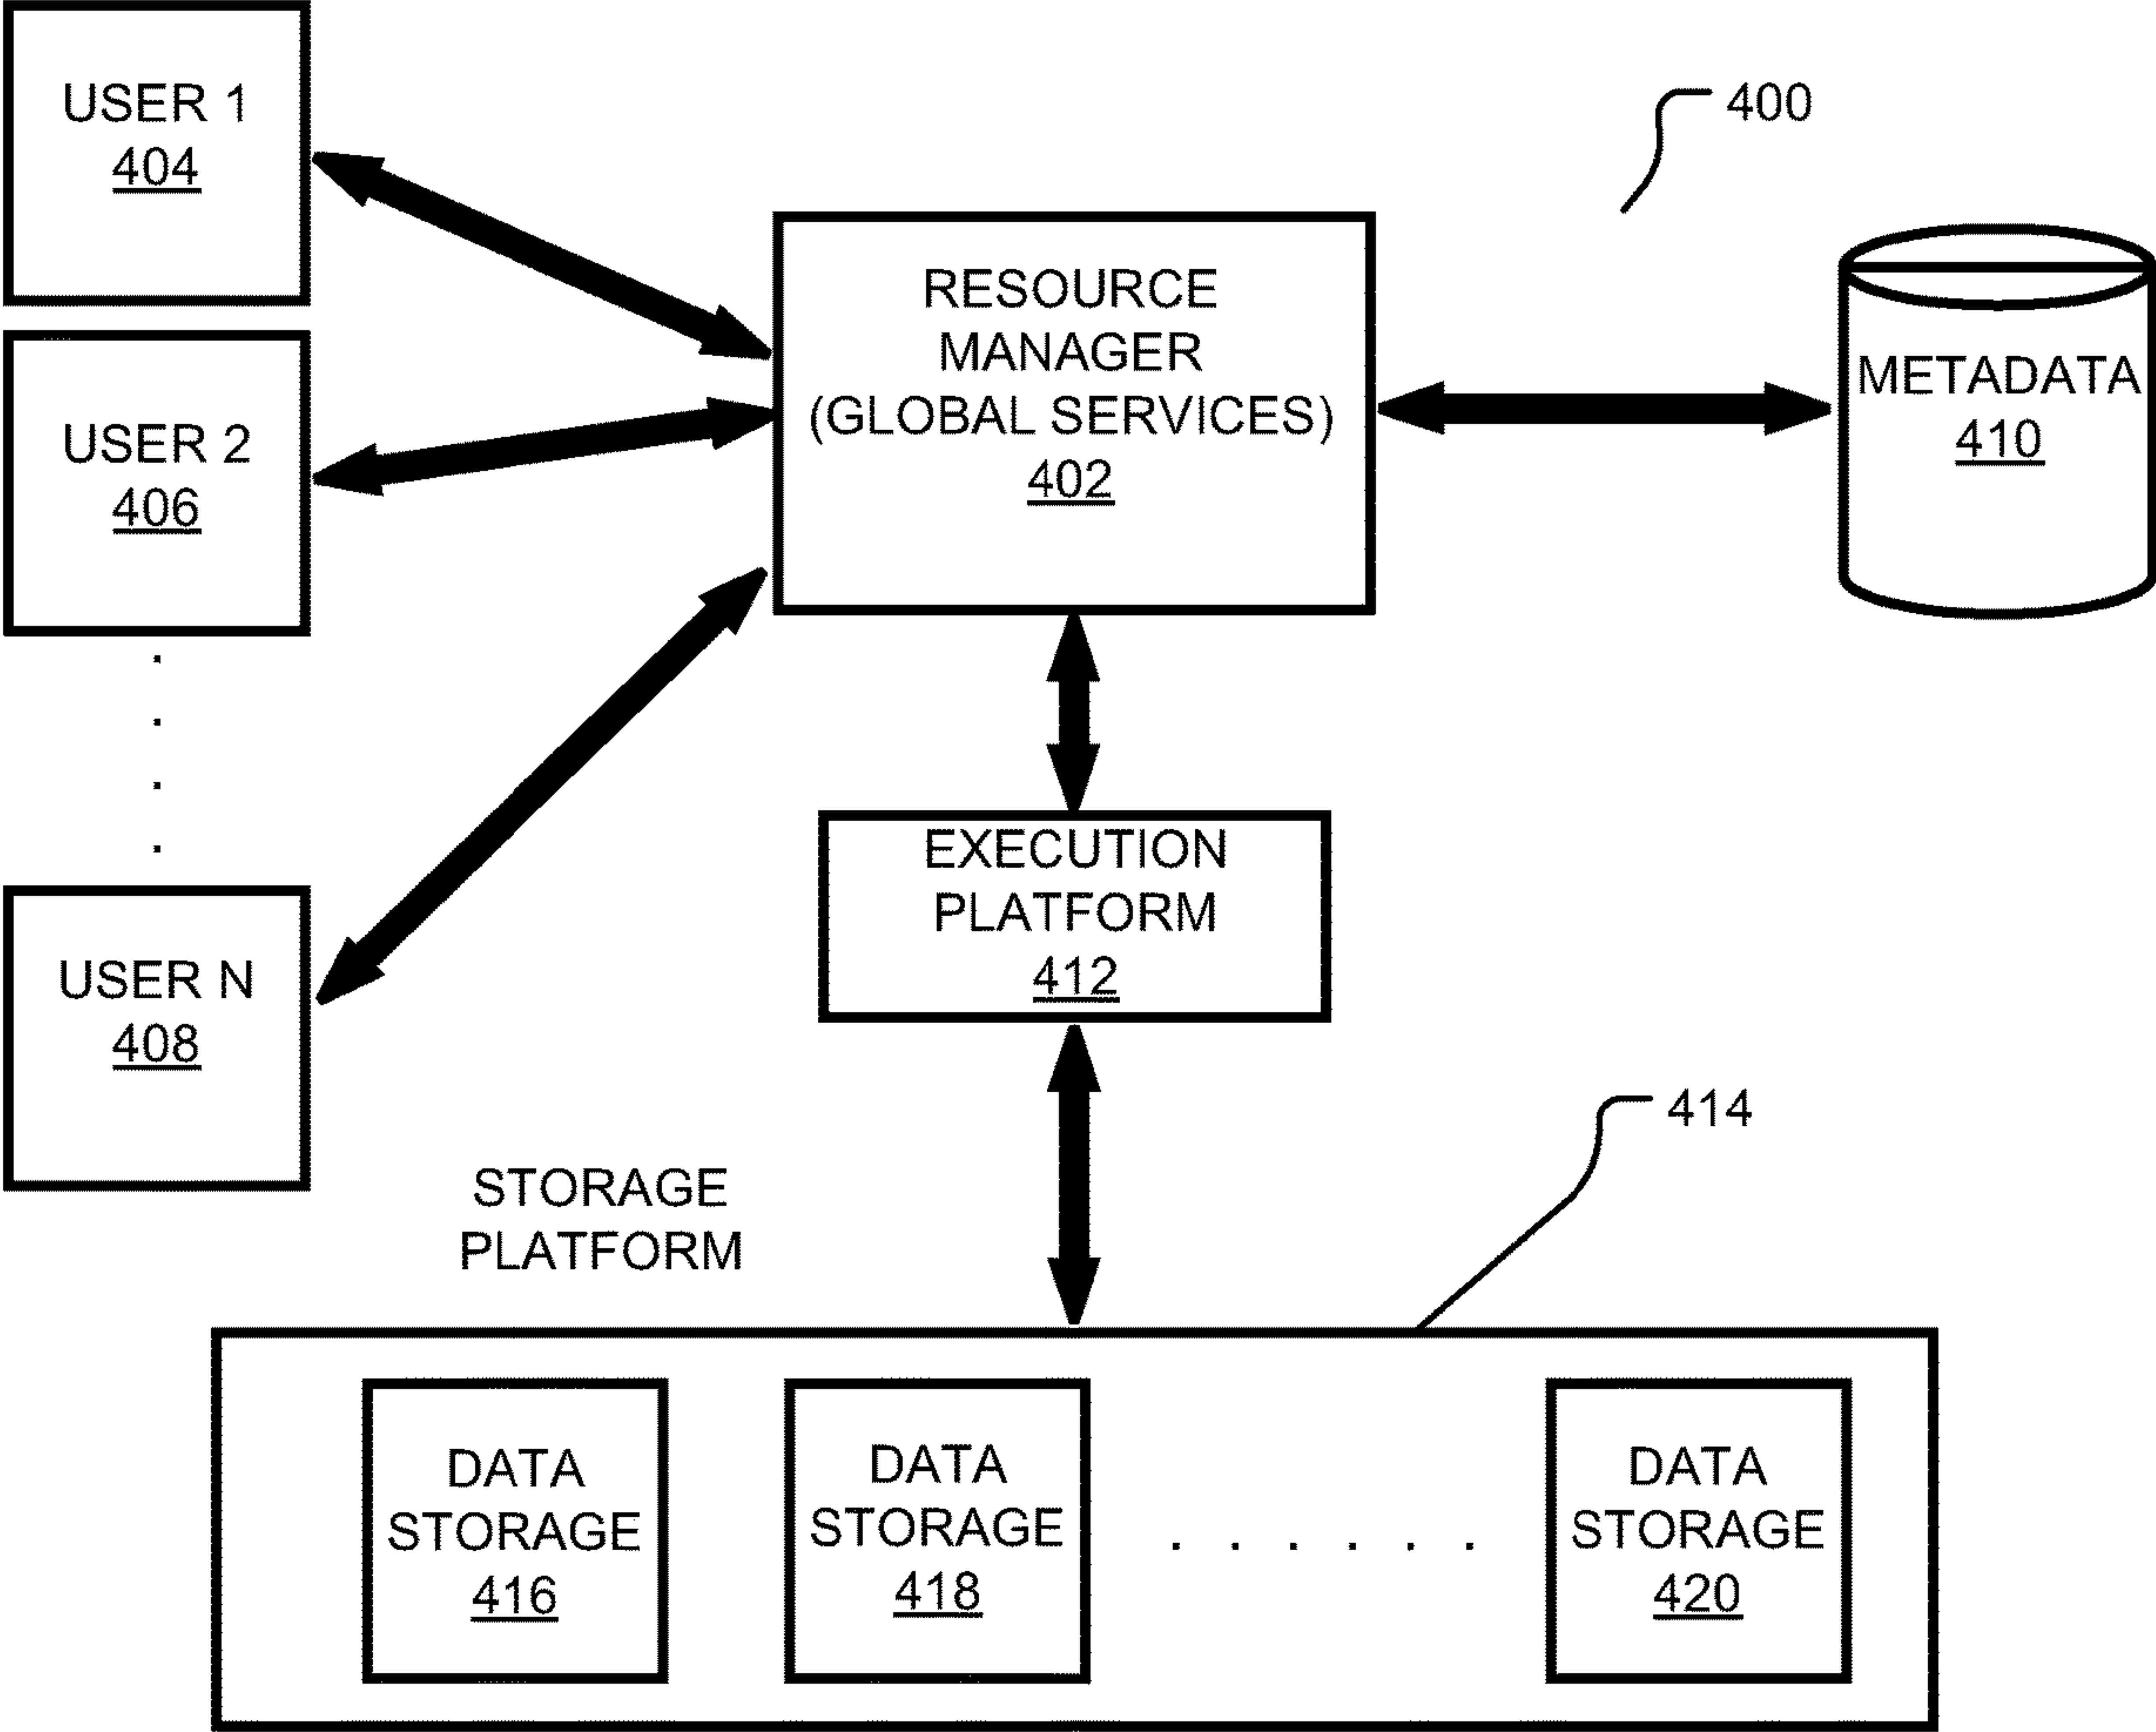 USER 1
404
400
RESOURCE
MANAGER
(GLOBAL SERVICES)
402
METADATA
410
USER 2
406
EXECUTION
PLATFORM
412
USER N
408
414
STORAGE
PLATFORM
DATA
STORAGE
416
DATA
STORAGE
418
DATA
STORAGE
420